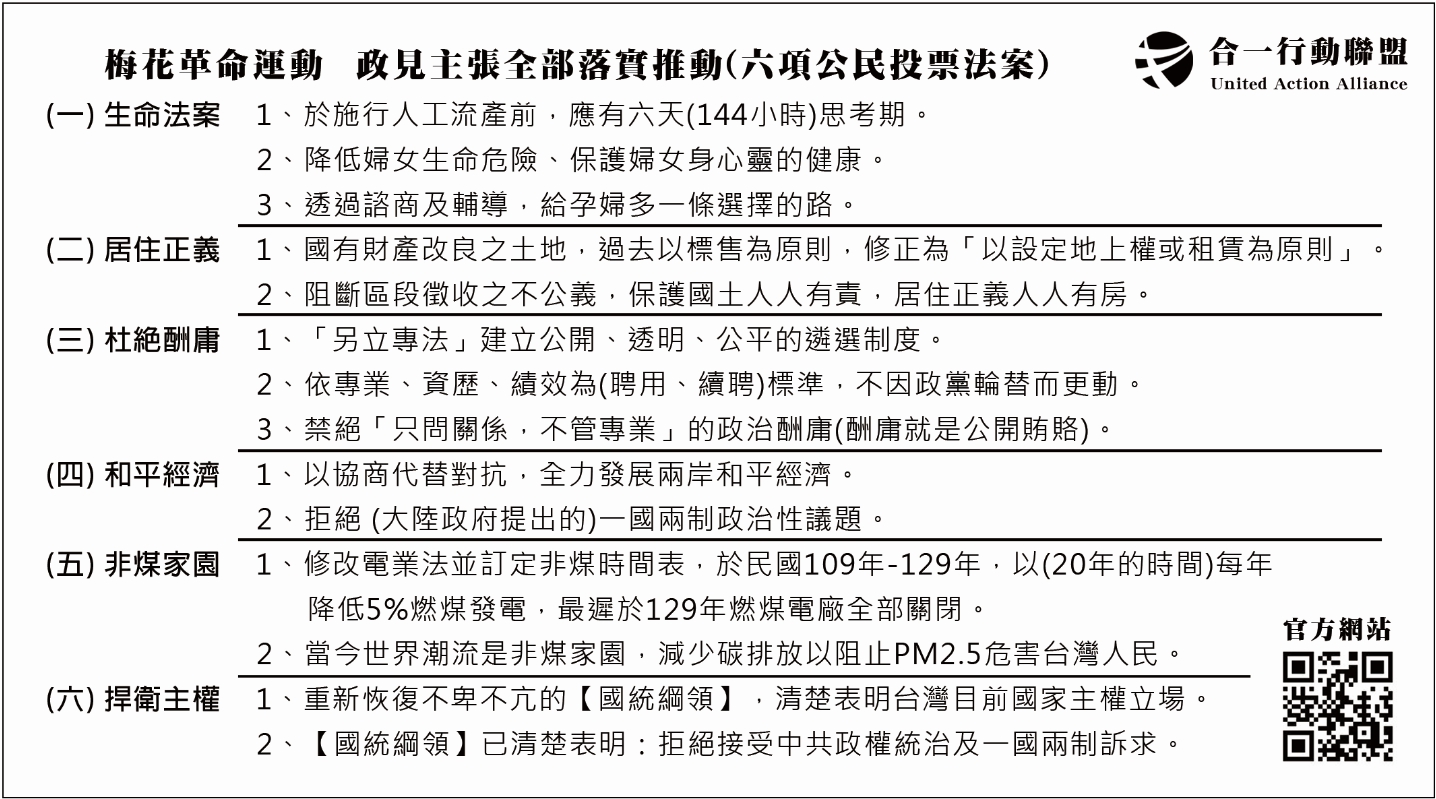 梅花革命運動 政見主張全部落實推動(六項公民投票法案)
合一行動聯盟
United Action Alliance
(一) 生命法案 1、於施行人工流產前，應有六天(144小時)思考期。
2、降低婦女生命危險、保護婦女身心靈的健康。
3、透過諮商及輔導，給孕婦多一條選擇的路。
(二) 居住正義 1、國有財產改良之土地，過去以標售為原則，修正為「以設定地上權或租賃為原則」。
2、阻斷區段徵收之不公義，保護國土人人有責，居住正義人人有房。
(三) 杜絕酬庸 1、「另立專法」建立公開、透明、公平的遴選制度。
2、依專業、資歷、績效為(聘用、續聘)標準，不因政黨輪替而更動。
3、禁絕「只問關係，不管專業」的政治酬庸(酬庸就是公開賄賂)。
(四) 和平經濟 1、以協商代替對抗，全力發展兩岸和平經濟。
2、拒絕 (大陸政府提出的)一國兩制政治性議題。
(五) 非煤家園 1、修改電業法並訂定非煤時間表，於民國109年-129年，以(20年的時間)每年
降低5%燃煤發電，最遲於129年燃煤電廠全部關閉。
2、當今世界潮流是非煤家園，減少碳排放以阻止PM2.5危害台灣人民。
(六) 捍衛主權 1、重新恢復不卑不亢的【國統綱領】，清楚表明台灣目前國家主權立場。
2、【國統綱領】已清楚表明：拒絕接受中共政權統治及一國兩制訴求。
官方網站